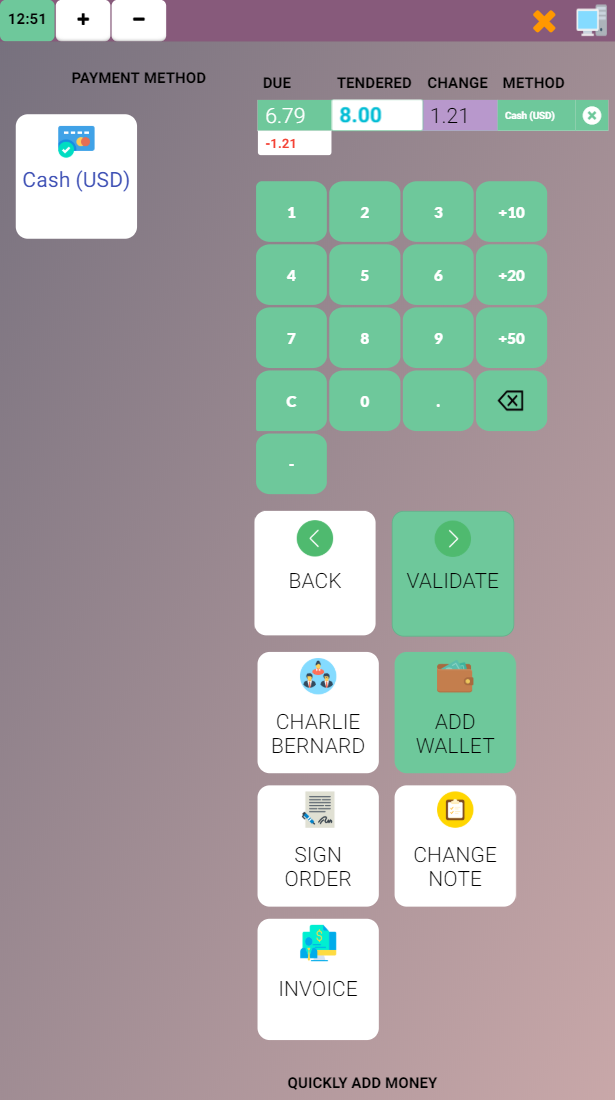 12:51 + −
PAYMENT METHOD
Cash (USD)
DUE TENDERED CHANGE METHOD
6.79 8.00 1.21 Cash (USD)
-1.21
1 2 3 +10
4 5 6 +20
7 8 9 +50
C 0 .
-
BACK VALIDATE
CHARLIE
BERNARD
ADD
WALLET
SIGN
ORDER
CHANGE
NOTE
INVOICE
QUICKLY ADD MONEY